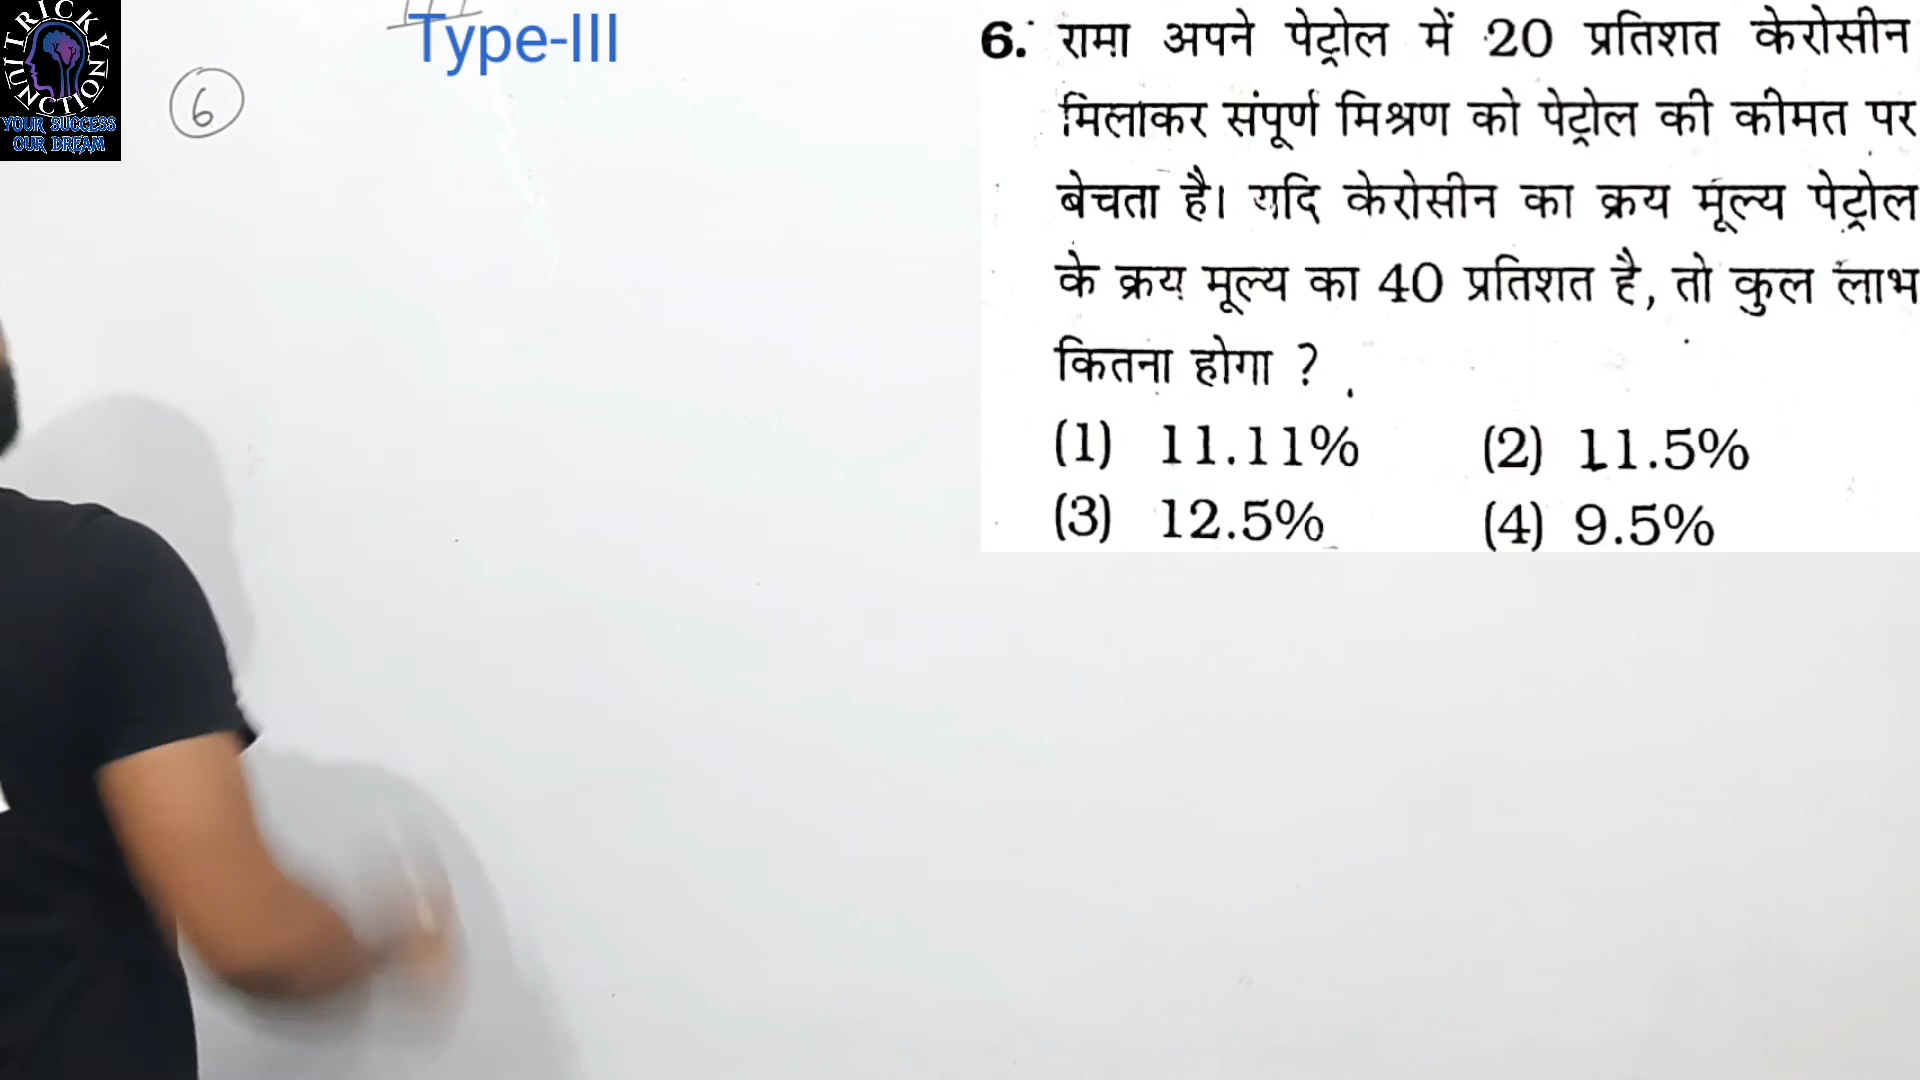 TRICKY
JUNCTION
YOUR SUCCESS
OUR DREAM
Type-III
6
6. रामा अपने पेट्रोल में 20 प्रतिशत केरोसीन
मिलाकर संपूर्ण मिश्रण को पेट्रोल की कीमत पर
बेचता है। यदि केरोसीन का क्रय मूल्य पेट्रोल
के क्रय मूल्य का 40 प्रतिशत है, तो कुल लाभ
कितना होगा ?
(1) 11.11% (2) 11.5%
(3) 12.5% (4) 9.5%